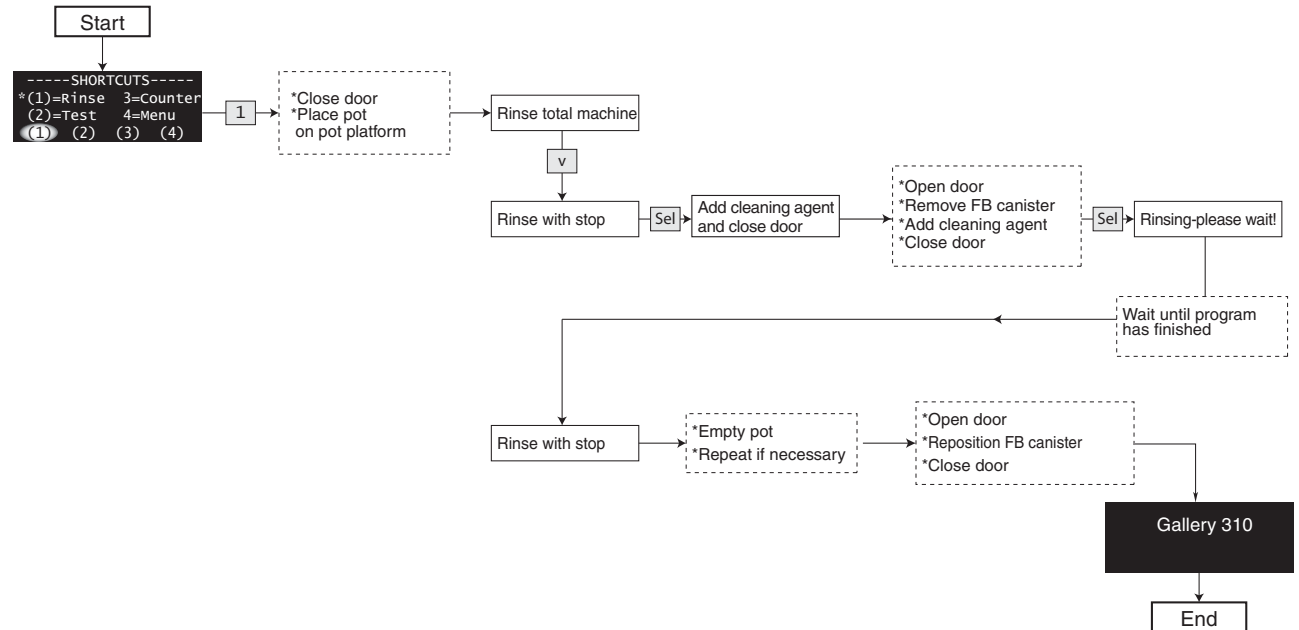 Start
-----SHORTCUTS-----
*(1)=Rinse 3=Counter
(2)=Test 4=Menu
(1) (2) (3) (4)
1
*Close door
*Place pot
on pot platform
Rinse total machine
v
Rinse with stop
Sel
Add cleaning agent
and close door
*Open door
*Remove FB canister
*Add cleaning agent
*Close door
Sel
Rinsing-please wait!
Wait until program
has finished
Rinse with stop
*Empty pot
*Repeat if necessary
*Open door
*Reposition FB canister
*Close door
Gallery 310
End